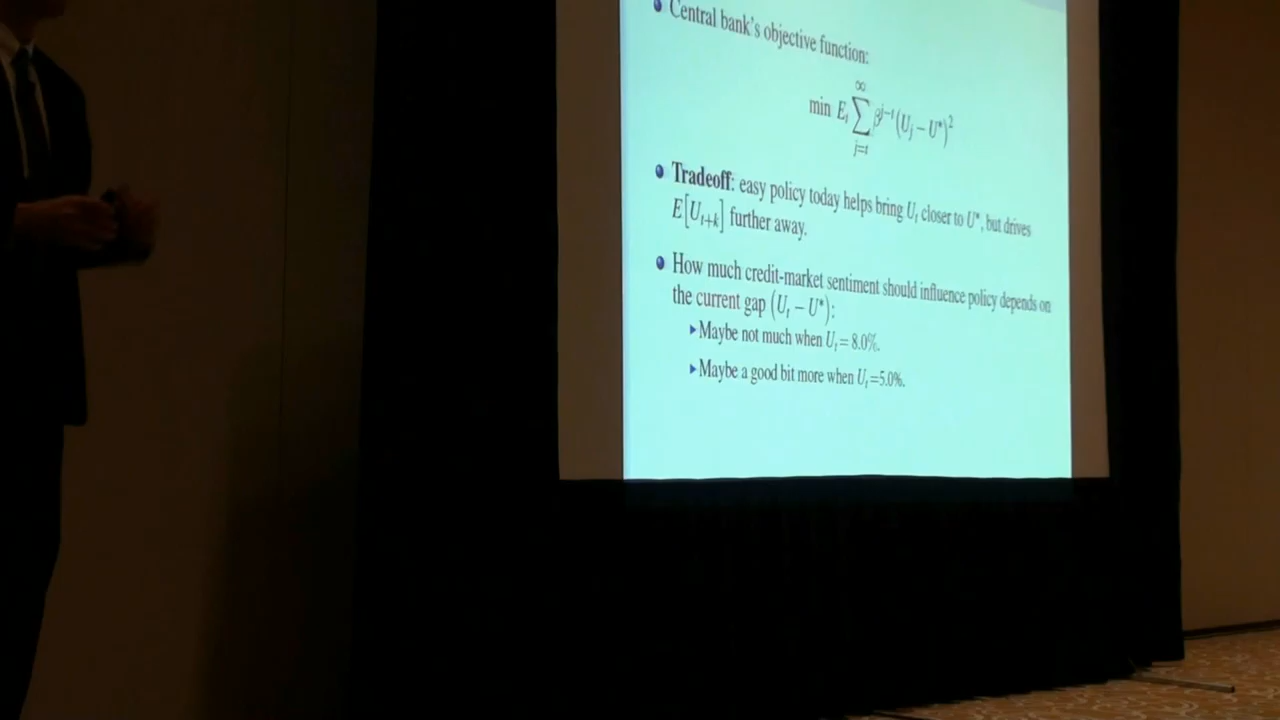 Central bank's objective function:
min E_t ∑_{j=t}^{∞} β^{j-t} (U_j – U*)^2
Tradeoff: easy policy today helps bring U_t closer to U*, but drives
E[U_{t+k}] further away.
How much credit-market sentiment should influence policy depends on
the current gap (U_t – U*):
Maybe not much when U_t = 8.0%.
Maybe a good bit more when U_t =5.0%.